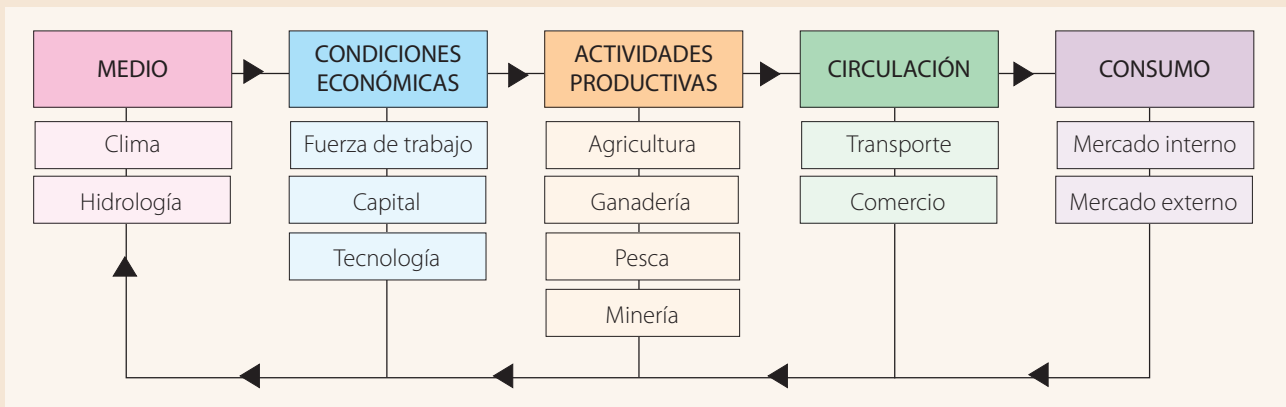 MEDIO
Clima
Hidrología
CONDICIONES
ECONÓMICAS
Fuerza de trabajo
Capital
Tecnología
ACTIVIDADES
PRODUCTIVAS
Agricultura
Ganadería
Pesca
Minería
CIRCULACIÓN
Transporte
Comercio
CONSUMO
Mercado interno
Mercado externo